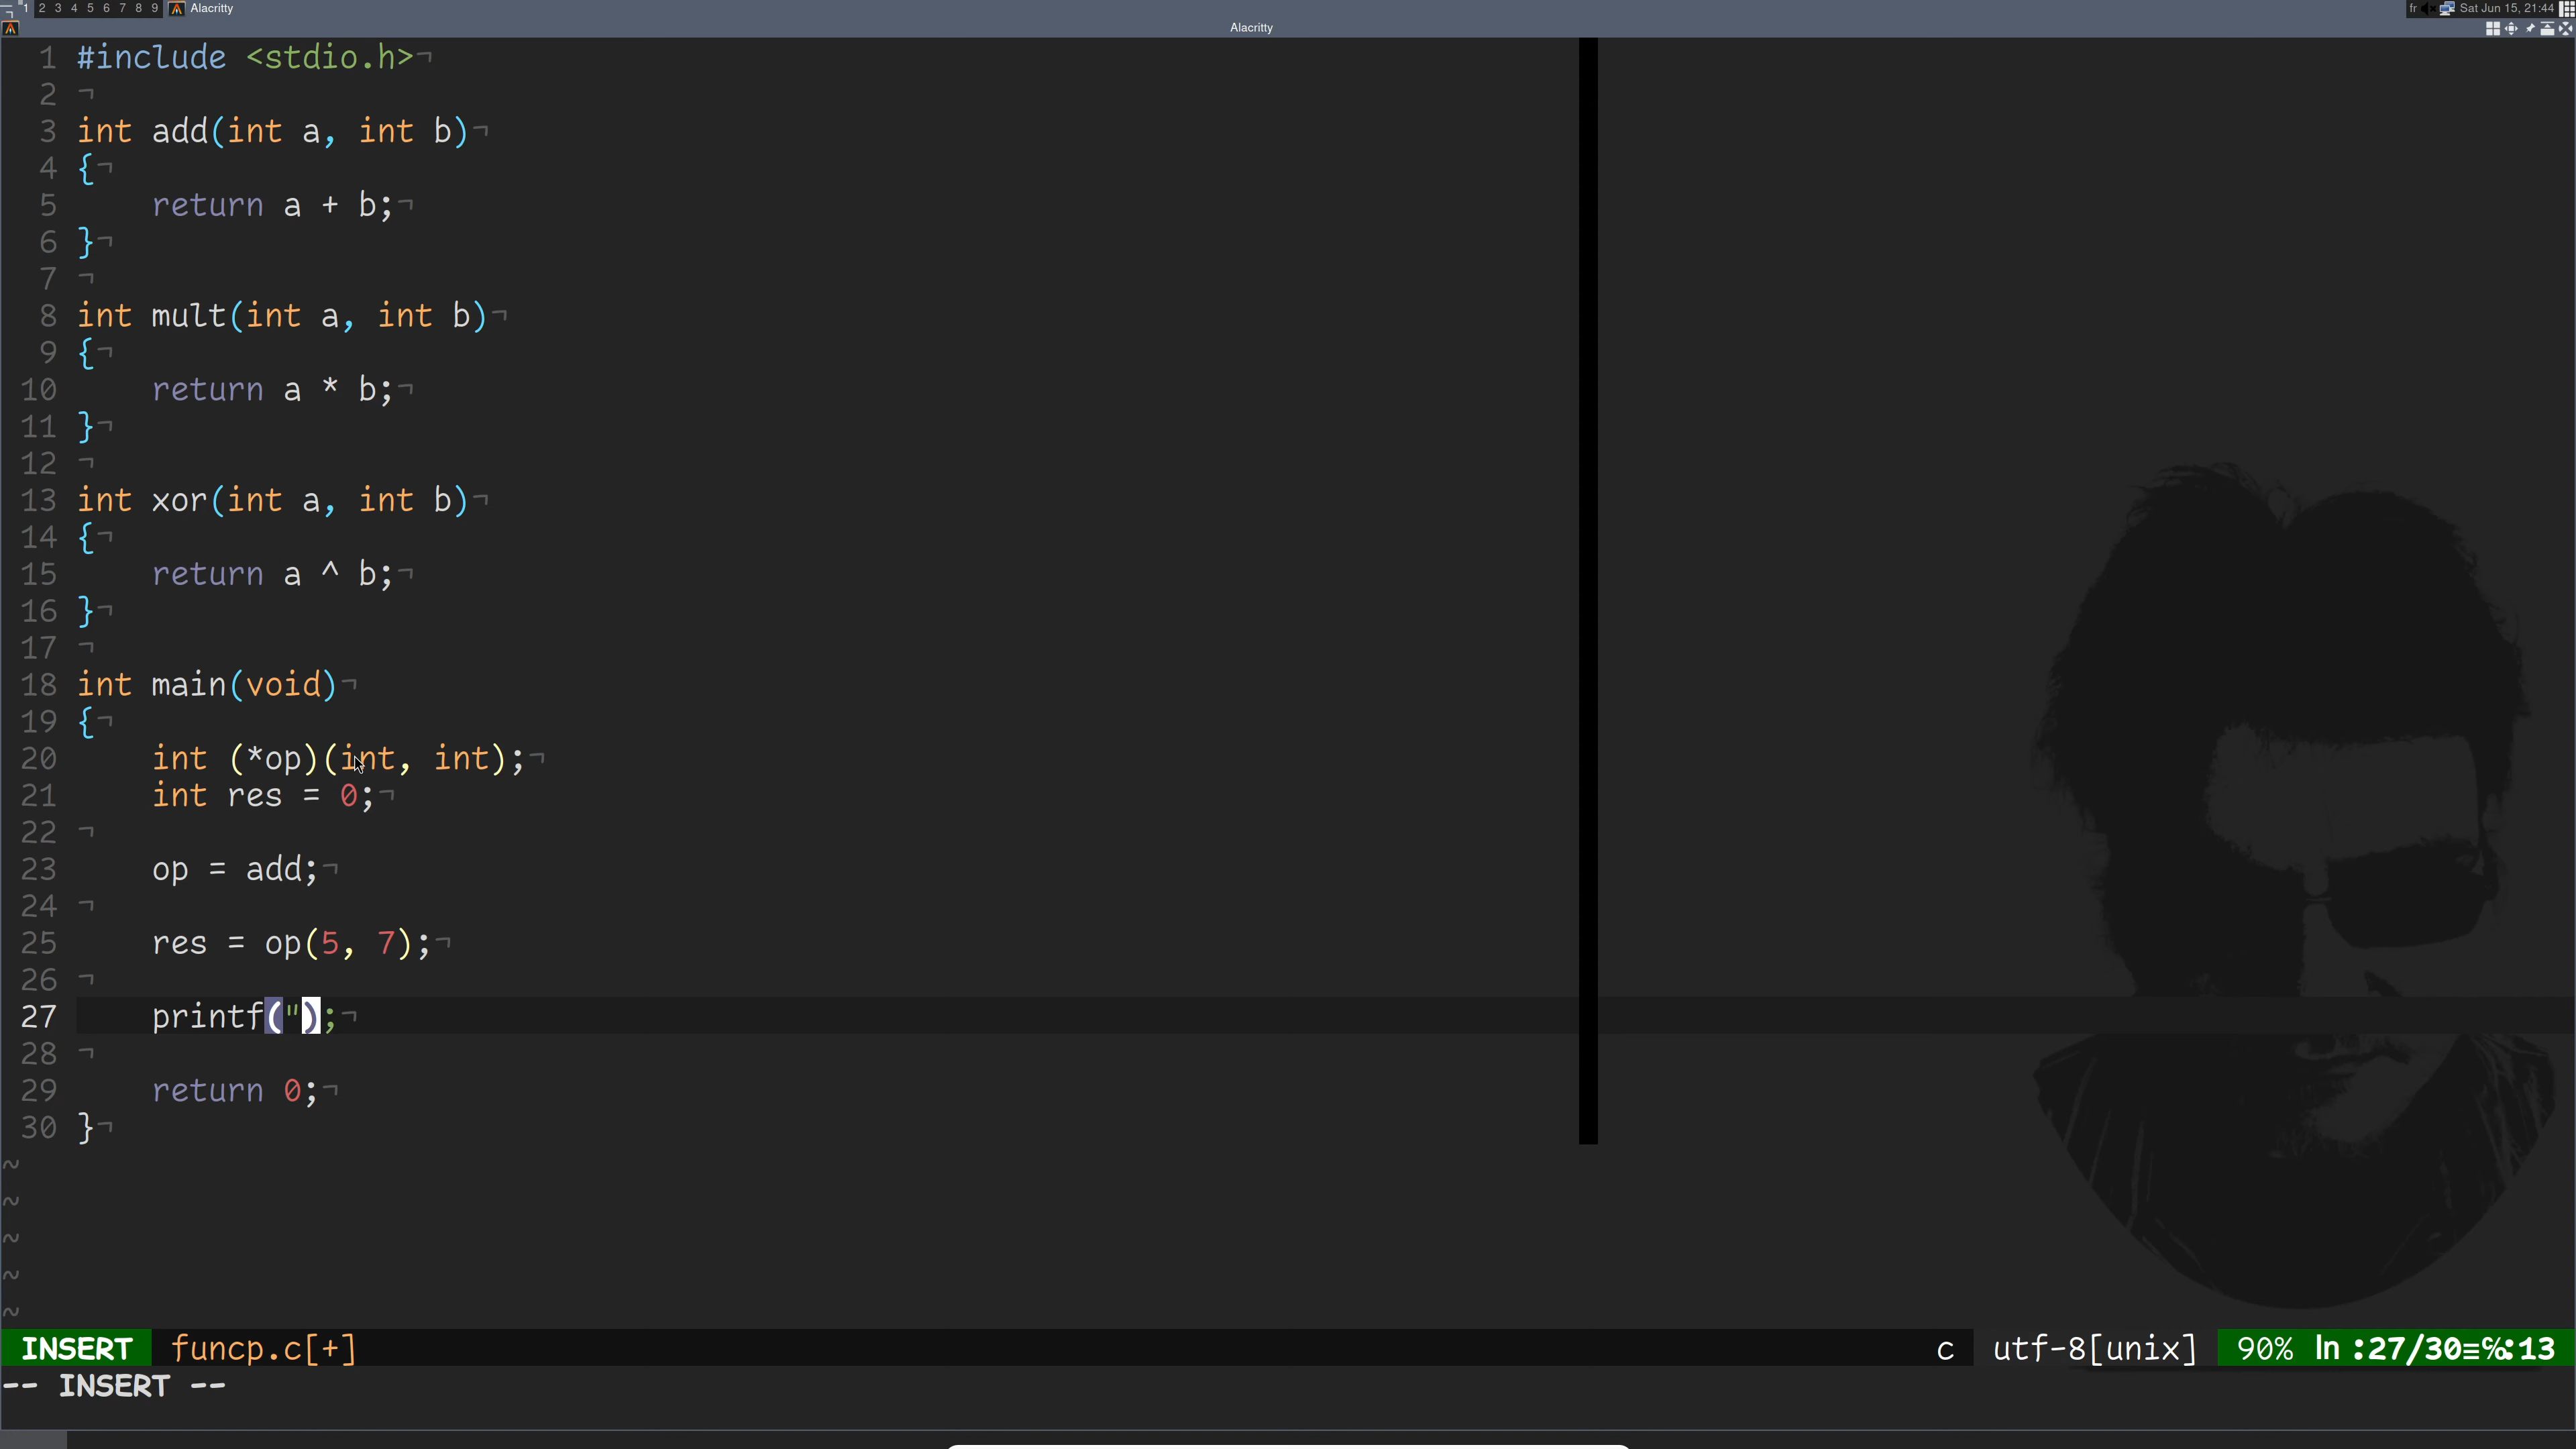 1 2 3 4 5 6 7 8 9 Alacritty fr Sat Jun 15, 21:44
Alacritty
1 #include <stdio.h>¬
2 ¬
3 int add(int a, int b)¬
4 {¬
5     return a + b;¬
6 }¬
7 ¬
8 int mult(int a, int b)¬
9 {¬
10     return a * b;¬
11 }¬
12 ¬
13 int xor(int a, int b)¬
14 {¬
15     return a ^ b;¬
16 }¬
17 ¬
18 int main(void)¬
19 {¬
20     int (*op)(int, int);¬
21     int res = 0;¬
22 ¬
23     op = add;¬
24 ¬
25     res = op(5, 7);¬
26 ¬
27     printf(");¬
28 ¬
29     return 0;¬
30 }¬
~
~
~
~
~
INSERT funcp.c[+] c utf-8[unix] 90% ln :27/30≡℅:13
-- INSERT --